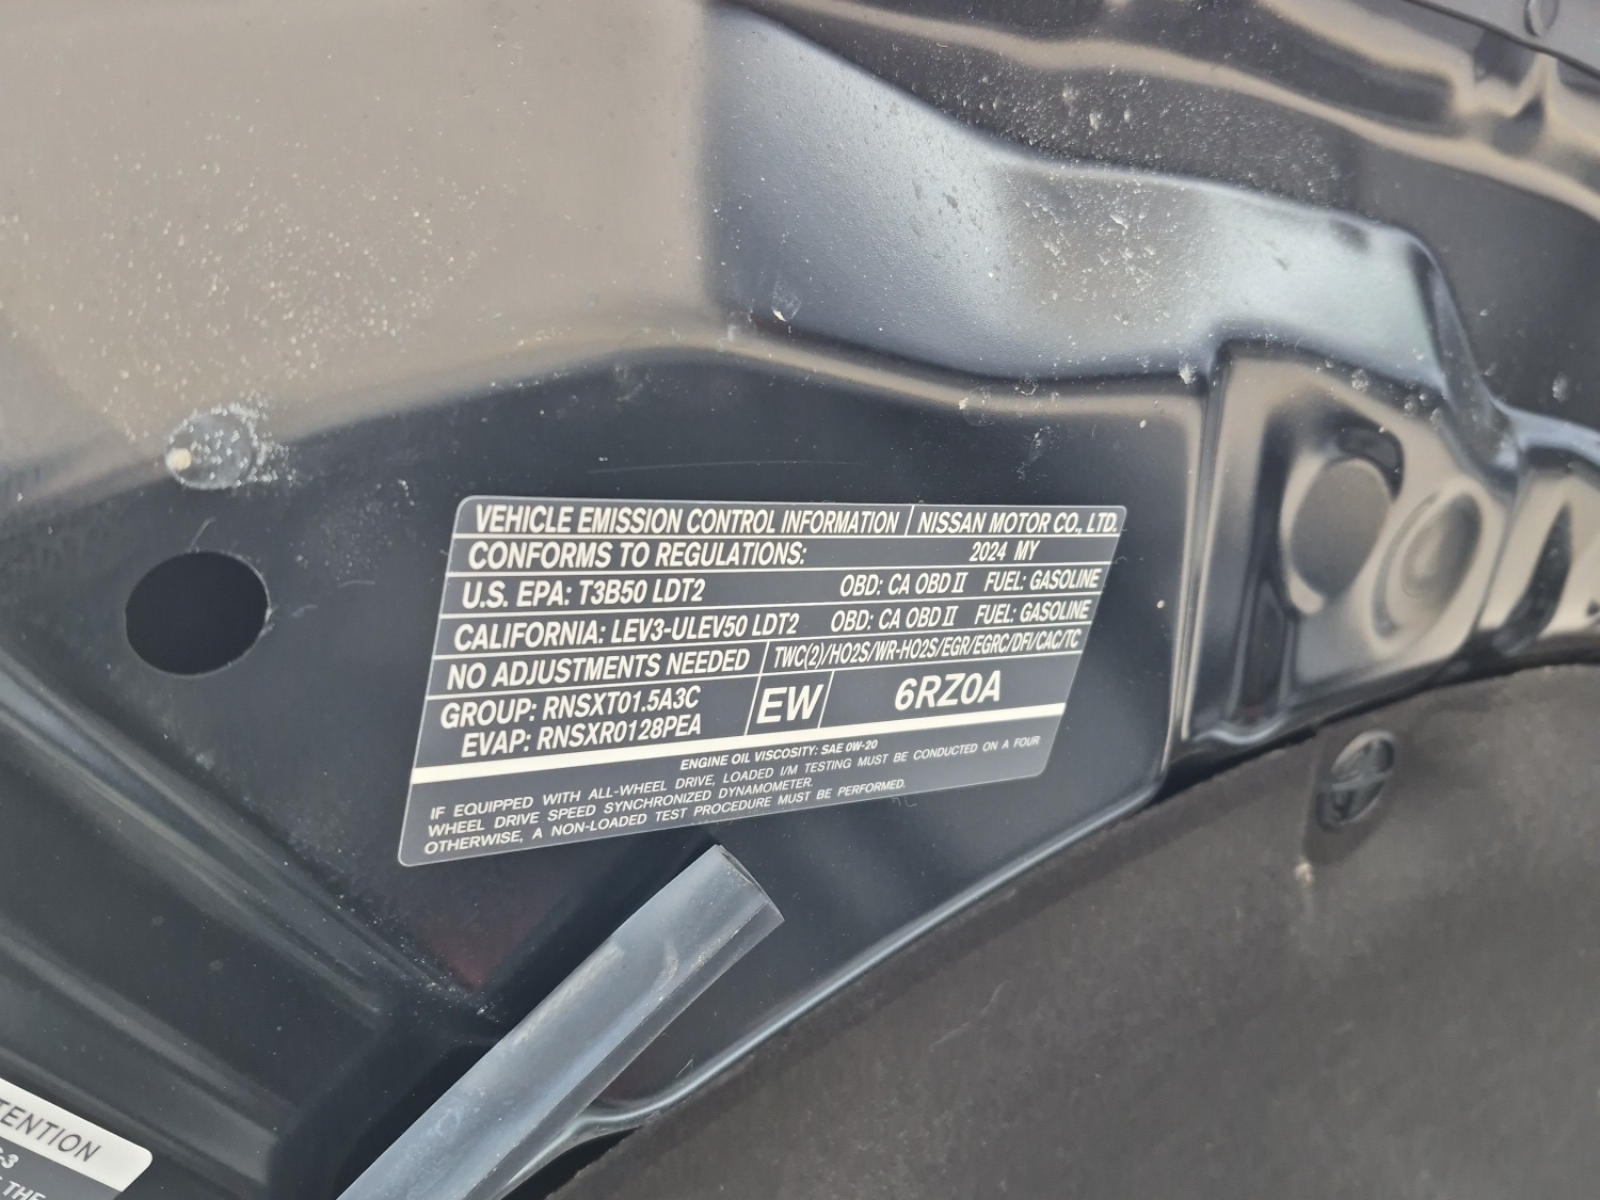 VEHICLE EMISSION CONTROL INFORMATION NISSAN MOTOR CO., LTD.
CONFORMS TO REGULATIONS: 2024 MY
U.S. EPA: T3B50 LDT2 OBD: CA OBD II FUEL: GASOLINE
CALIFORNIA: LEV3-ULEV50 LDT2 OBD: CA OBD II FUEL: GASOLINE
NO ADJUSTMENTS NEEDED TWC(2)/HO2S/WR-HO2S/EGR/EGRC/DFI/CAC/TC
GROUP: RNSXT01.5A3C
EVAP: RNSXR0128PEA
EW 6RZ0A
ENGINE OIL VISCOSITY: SAE 0W-20
IF EQUIPPED WITH ALL-WHEEL DRIVE, LOADED I/M TESTING MUST BE CONDUCTED ON A FOUR
WHEEL DRIVE SPEED SYNCHRONIZED DYNAMOMETER.
OTHERWISE, A NON-LOADED TEST PROCEDURE MUST BE PERFORMED.
TENTION
-3
THE